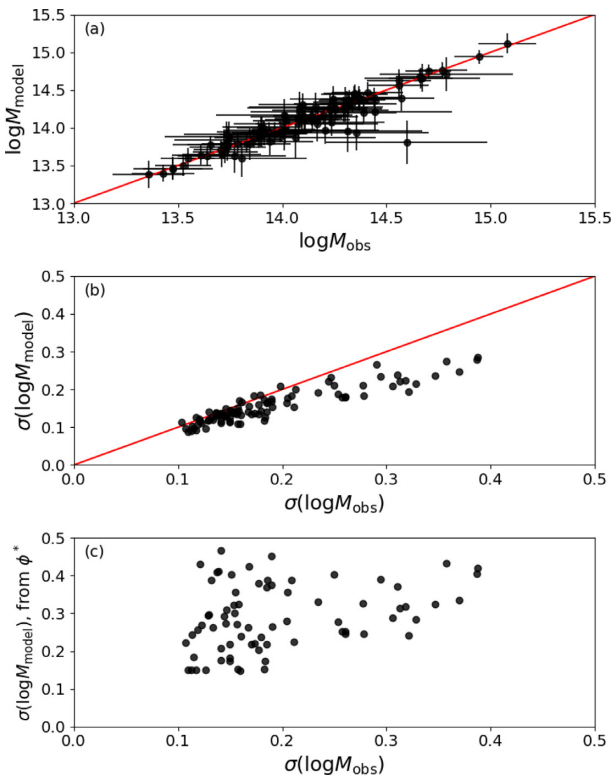 (a)
15.5
15.0
14.5
14.0
13.5
13.0
logM_model
13.0 13.5 14.0 14.5 15.0 15.5
logM_obs
(b)
0.5
0.4
0.3
0.2
0.1
0.0
σ(logM_model)
0.0 0.1 0.2 0.3 0.4 0.5
σ(logM_obs)
(c)
0.5
0.4
0.3
0.2
0.1
0.0
σ(logM_model), from ϕ*
0.0 0.1 0.2 0.3 0.4 0.5
σ(logM_obs)